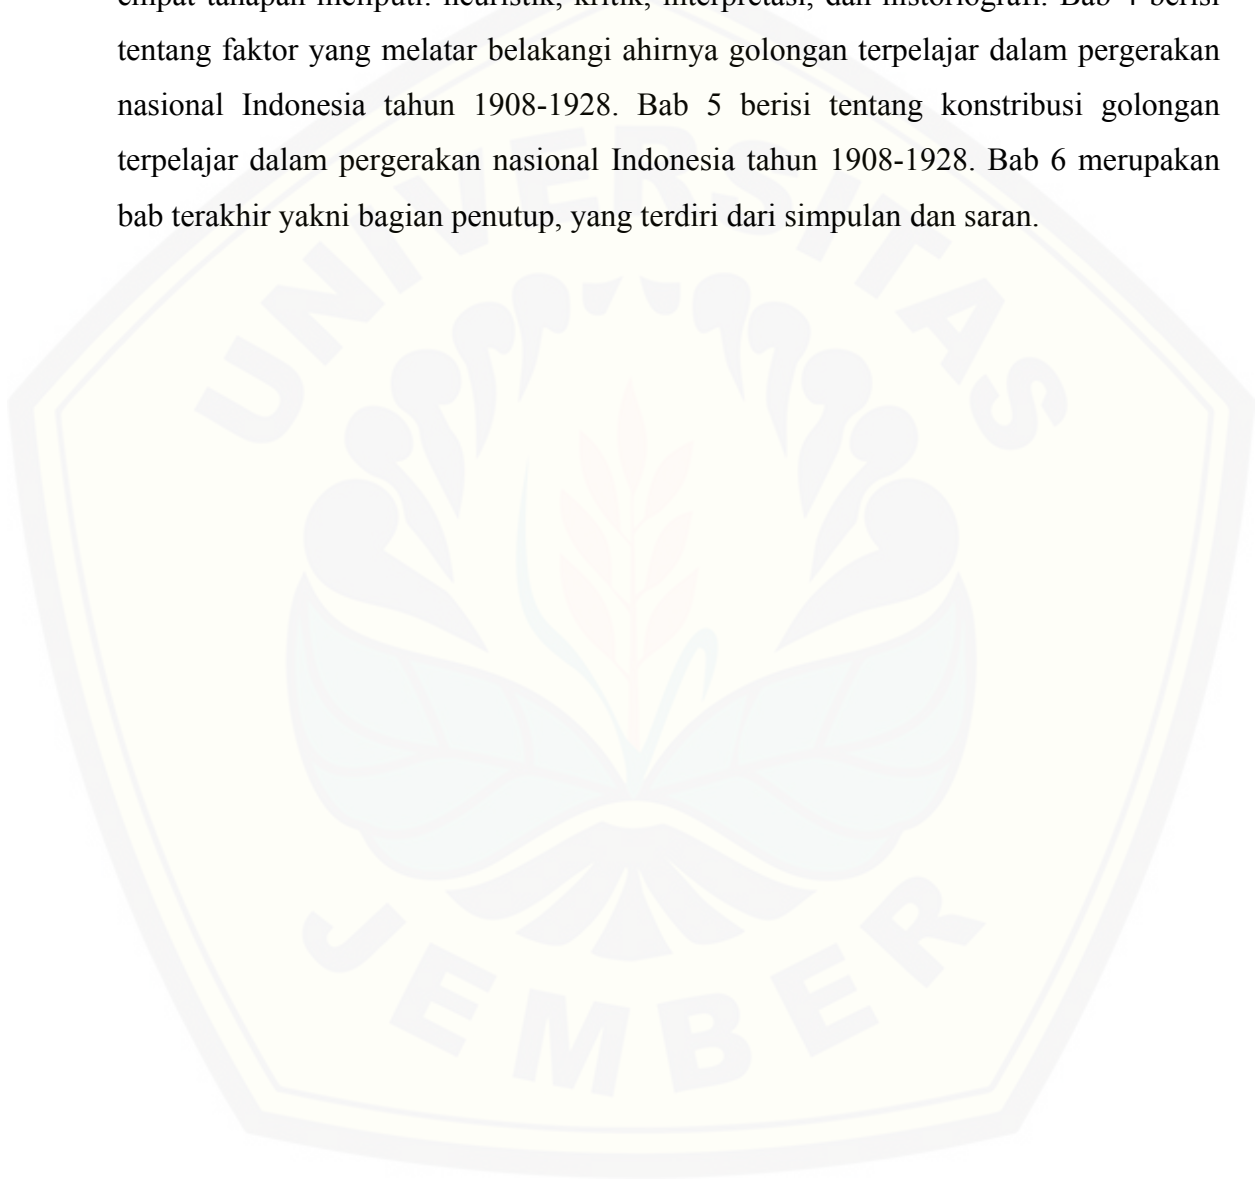 empat tahapan meliputi: heuristik, kritik, interpretasi, dan historiografi. Bab 4 berisi
tentang faktor yang melatar belakangi ahirnya golongan terpelajar dalam pergerakan
nasional Indonesia tahun 1908-1928. Bab 5 berisi tentang konstribusi golongan
terpelajar dalam pergerakan nasional Indonesia tahun 1908-1928. Bab 6 merupakan
bab terakhir yakni bagian penutup, yang terdiri dari simpulan dan saran.
UNIVERSITAS
JEMBER